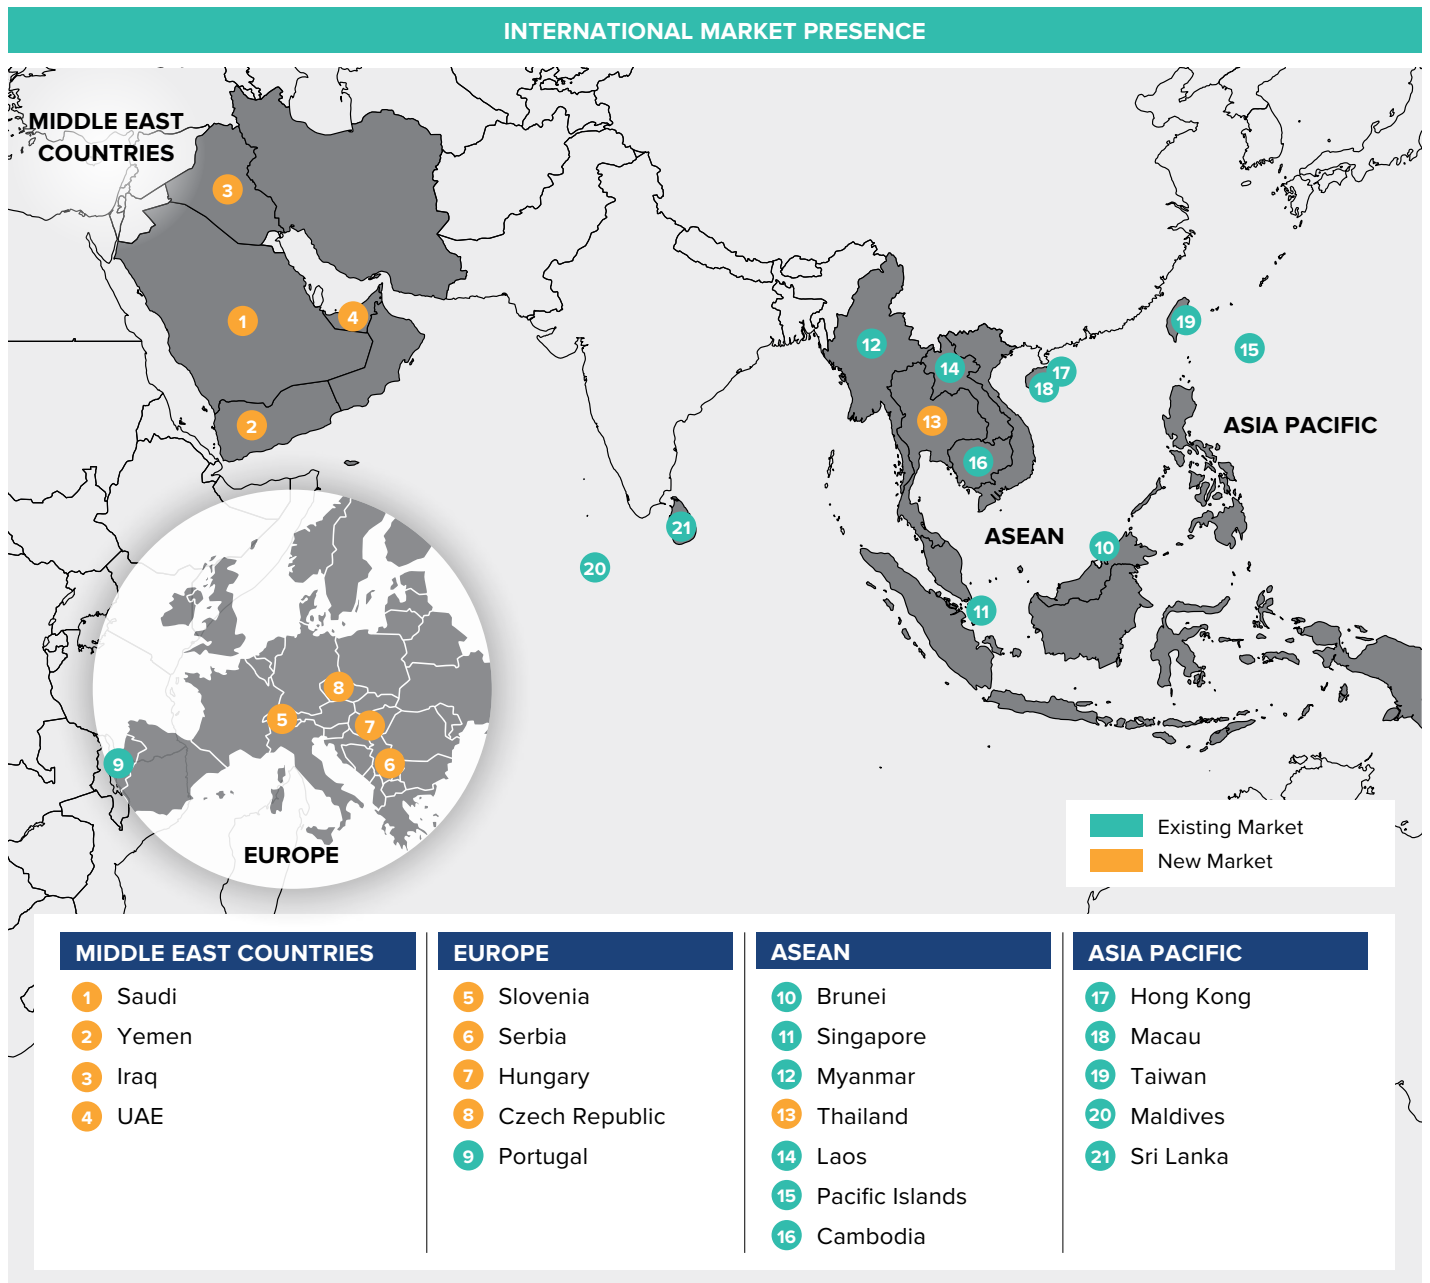 INTERNATIONAL MARKET PRESENCE
MIDDLE EAST
COUNTRIES
3
1
4
2
12
14
13
16
17
18
19
15
ASIA PACIFIC
ASEAN
10
11
21
20
8
5
7
6
9
EUROPE
Existing Market
New Market
MIDDLE EAST COUNTRIES
1 Saudi
2 Yemen
3 Iraq
4 UAE
EUROPE
5 Slovenia
6 Serbia
7 Hungary
8 Czech Republic
9 Portugal
ASEAN
10 Brunei
11 Singapore
12 Myanmar
13 Thailand
14 Laos
15 Pacific Islands
16 Cambodia
ASIA PACIFIC
17 Hong Kong
18 Macau
19 Taiwan
20 Maldives
21 Sri Lanka